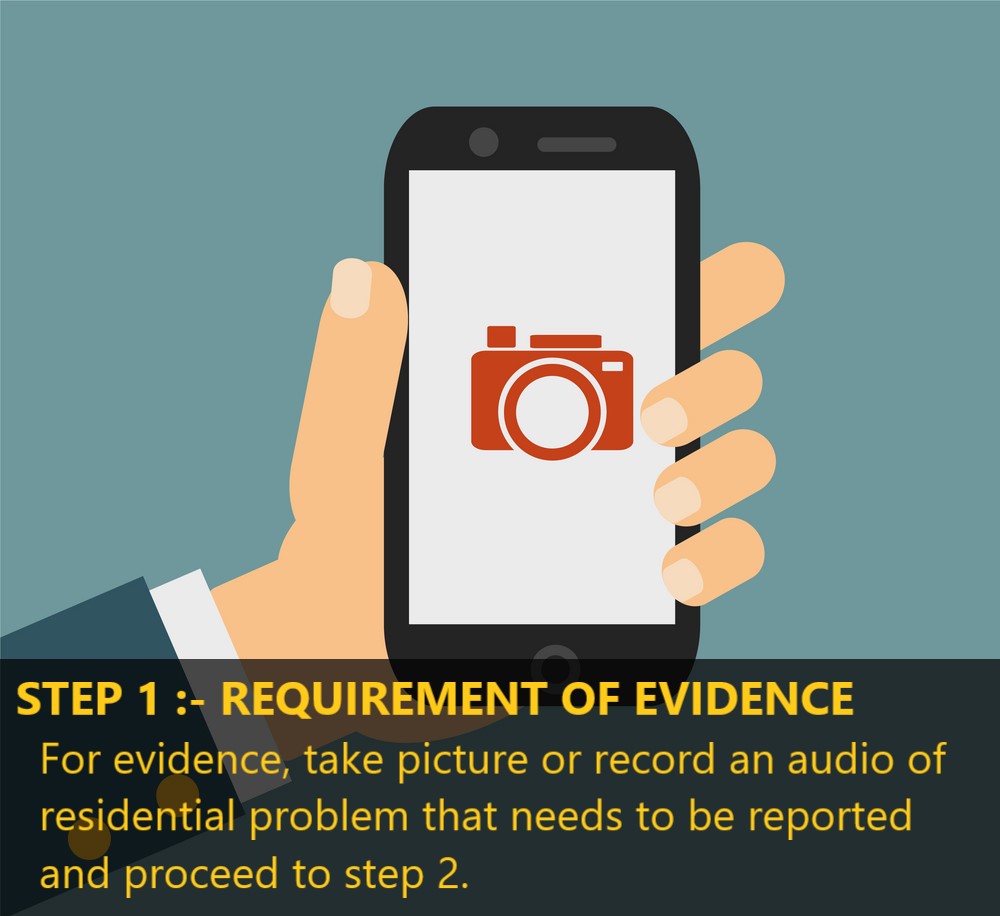 STEP 1 :- REQUIREMENT OF EVIDENCE
For evidence, take picture or record an audio of
residential problem that needs to be reported
and proceed to step 2.